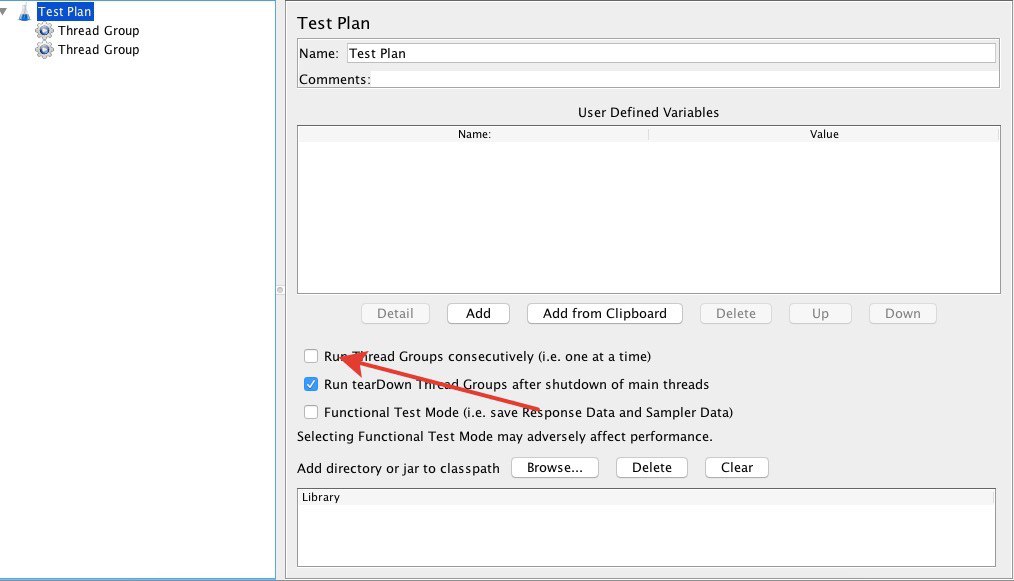 Test Plan
Thread Group
Thread Group
Test Plan
Name: Test Plan
Comments:
User Defined Variables
Name: Value
Detail Add Add from Clipboard Delete Up Down
Run Thread Groups consecutively (i.e. one at a time)
Run tearDown Thread Groups after shutdown of main threads
Functional Test Mode (i.e. save Response Data and Sampler Data)
Selecting Functional Test Mode may adversely affect performance.
Add directory or jar to classpath Browse... Delete Clear
Library